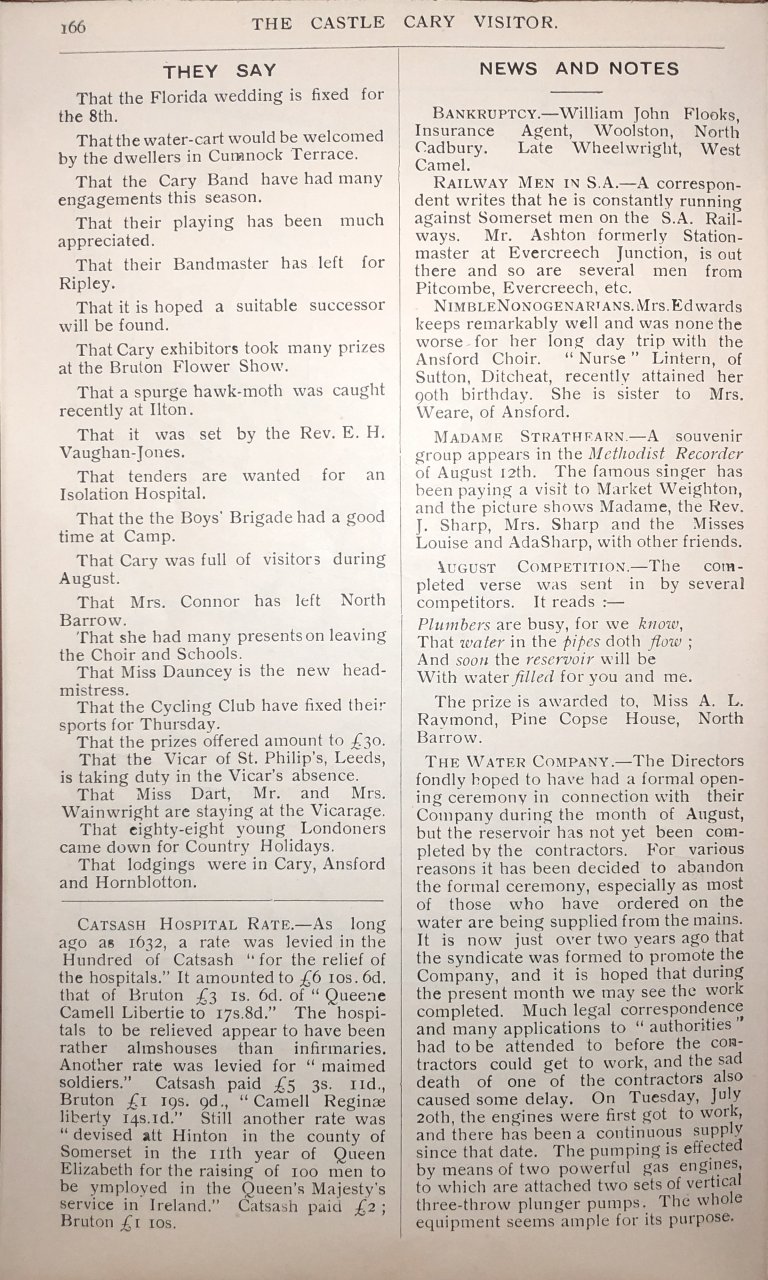 166
THE CASTLE CARY VISITOR.
THEY SAY
That the Florida wedding is fixed for
the 8th.
That the water-cart would be welcomed
by the dwellers in Cumnock Terrace.
That the Cary Band have had many
engagements this season.
That their playing has been much
appreciated.
That their Bandmaster has left for
Ripley.
That it is hoped a suitable successor
will be found.
That Cary exhibitors took many prizes
at the Bruton Flower Show.
That a spurge hawk-moth was caught
recently at Ilton.
That it was set by the Rev. E. H.
Vaughan-Jones.
That tenders are wanted for an
Isolation Hospital.
That the the Boys' Brigade had a good
time at Camp.
That Cary was full of visitors during
August.
That Mrs. Connor has left North
Barrow.
That she had many presents on leaving
the Choir and Schools.
That Miss Dauncey is the new head-
mistress.
That the Cycling Club have fixed their
sports for Thursday.
That the prizes offered amount to £30.
That the Vicar of St. Philip's, Leeds,
is taking duty in the Vicar's absence.
That Miss Dart, Mr. and Mrs.
Wainwright are staying at the Vicarage.
That eighty-eight young Londoners
came down for Country Holidays.
That lodgings were in Cary, Ansford
and Hornblotton.
CATSASH HOSPITAL RATE.—As long
ago as 1632, a rate was levied in the
Hundred of Catsash "for the relief of
the hospitals." It amounted to £6 10s. 6d.
that of Bruton £3 1s. 6d. of "Queene
Camell Libertie to 17s.8d." The hospi-
tals to be relieved appear to have been
rather almshouses than infirmaries.
Another rate was levied for "maimed
soldiers." Catsash paid £5 3s. 11d.,
Bruton £1 19s. 9d., "Camell Reginæ
liberty 14s.1d." Still another rate was
"devised att Hinton in the county of
Somerset in the 11th year of Queen
Elizabeth for the raising of 100 men to
be ymployed in the Queen's Majesty's
service in Ireland." Catsash paid £2;
Bruton £1 10s.
NEWS AND NOTES
BANKRUPTCY.—William John Flooks,
Insurance Agent, Woolston, North
Cadbury. Late Wheelwright, West
Camel.
RAILWAY MEN IN S.A.—A correspon-
dent writes that he is constantly running
against Somerset men on the S.A. Rail-
ways. Mr. Ashton formerly Station-
master at Evercreech Junction, is out
there and so are several men from
Pitcombe, Evercreech, etc.
NIMBLE NONOGENARIANS. Mrs. Edwards
keeps remarkably well and was none the
worse for her long day trip with the
Ansford Choir. "Nurse" Lintern, of
Sutton, Ditcheat, recently attained her
90th birthday. She is sister to Mrs.
Weare, of Ansford.
MADAME STRATHEARN.—A souvenir
group appears in the Methodist Recorder
of August 12th. The famous singer has
been paying a visit to Market Weighton,
and the picture shows Madame, the Rev.
J. Sharp, Mrs. Sharp and the Misses
Louise and AdaSharp, with other friends.
AUGUST COMPETITION.—The com-
pleted verse was sent in by several
competitors. It reads :—
Plumbers are busy, for we know,
That water in the pipes doth flow ;
And soon the reservoir will be
With water filled for you and me.
The prize is awarded to, Miss A. L.
Raymond, Pine Copse House, North
Barrow.
THE WATER COMPANY.—The Directors
fondly hoped to have had a formal open-
ing ceremony in connection with their
Company during the month of August,
but the reservoir has not yet been com-
pleted by the contractors. For various
reasons it has been decided to abandon
the formal ceremony, especially as most
of those who have ordered on the
water are being supplied from the mains.
It is now just over two years ago that
the syndicate was formed to promote the
Company, and it is hoped that during
the present month we may see the work
completed. Much legal correspondence
and many applications to "authorities"
had to be attended to before the con-
tractors could get to work, and the sad
death of one of the contractors also
caused some delay. On Tuesday, July
20th, the engines were first got to work,
and there has been a continuous supply
since that date. The pumping is effected
by means of two powerful gas engines,
to which are attached two sets of vertical
three-throw plunger pumps. The whole
equipment seems ample for its purpose.